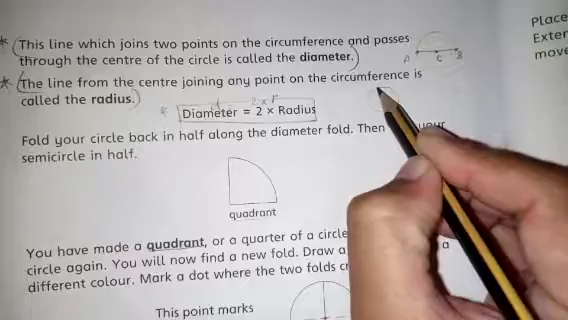 * This line which joins two points on the circumference and passes
through the centre of the circle is called the diameter.
A C B
* The line from the centre joining any point on the circumference is
called the radius.
2 x r
Diameter = 2 × Radius
Fold your circle back in half along the diameter fold. Then your
semicircle in half.
quadrant
You have made a quadrant, or a quarter of a circle
circle again. You will now find a new fold. Draw a a
different colour. Mark a dot where the two folds cr
This point marks
Place
Exter
move